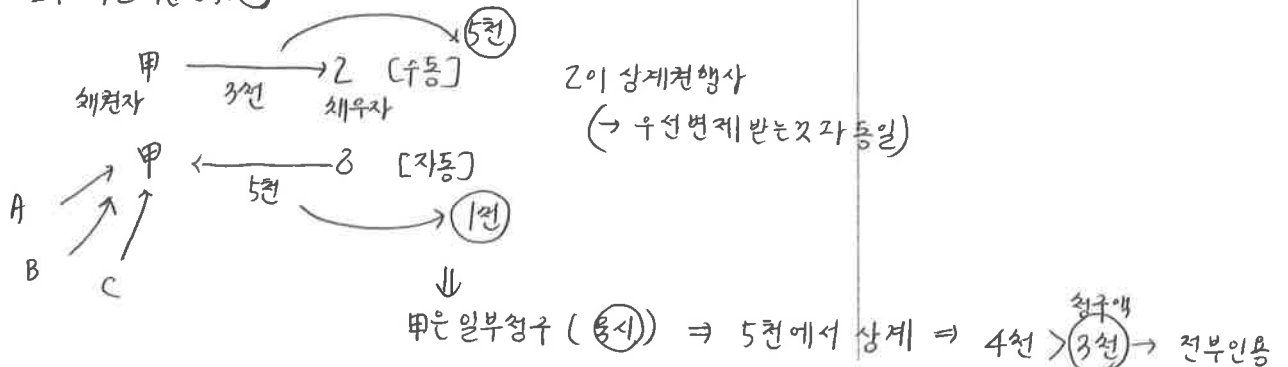 5천
甲 → 乙 [수동]
채권자 3천 채무자
乙이 상계권행사
(→ 우선변제 받는것과 동일)
甲 ← 乙 [자동]
5천
A
B
C
1천
⇓
甲은 일부청구 (명시) ⇒ 5천에서 상계 ⇒ 4천 > 3천 → 전부인용
청구액